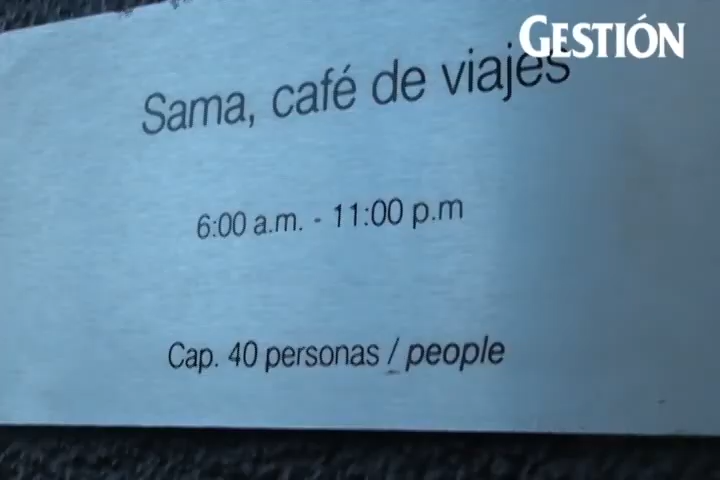 GESTIÓN
Sama, café de viajes
6:00 a.m. - 11:00 p.m
Cap. 40 personas / people